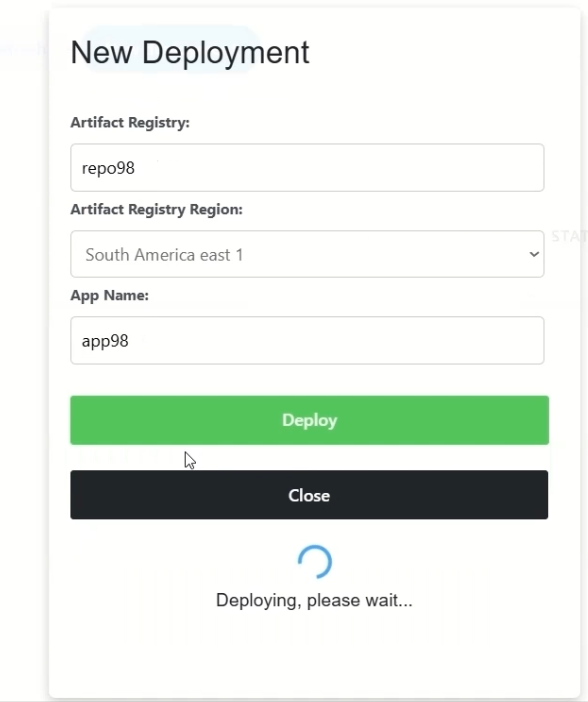 New Deployment
Artifact Registry:
repo98
Artifact Registry Region:
South America east 1
STAT
App Name:
app98
Deploy
Close
Deploying, please wait...